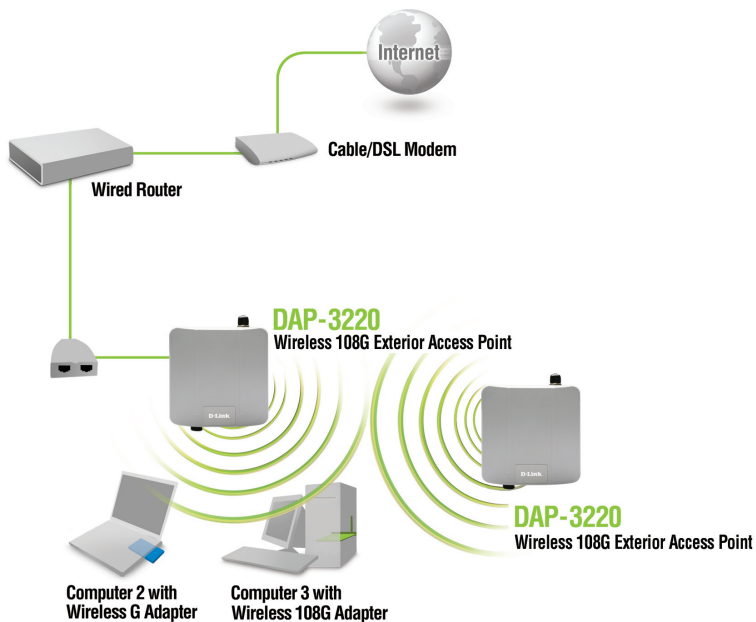 Internet
Cable/DSL Modem
Wired Router
DAP-3220
Wireless 108G Exterior Access Point
D-Link
D-Link
DAP-3220
Wireless 108G Exterior Access Point
Computer 2 with
Wireless G Adapter
Computer 3 with
Wireless 108G Adapter